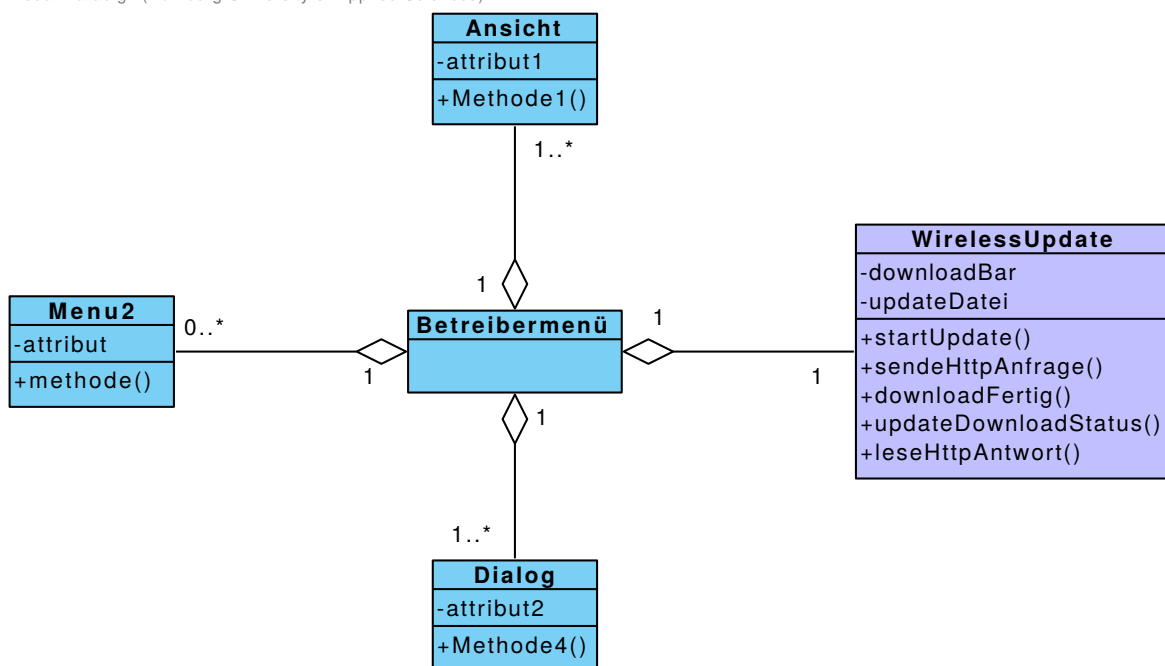 Ansicht
-attribut1
+Methode1()
1..*
1
Menu2
-attribut
+methode()
0..*
1
Betreibermenü
1
1
WirelessUpdate
-downloadBar
-updateDatei
+startUpdate()
+sendeHttpAnfrage()
+downloadFertig()
+updateDownloadStatus()
+leseHttpAntwort()
1
1..*
Dialog
-attribut2
+Methode4()